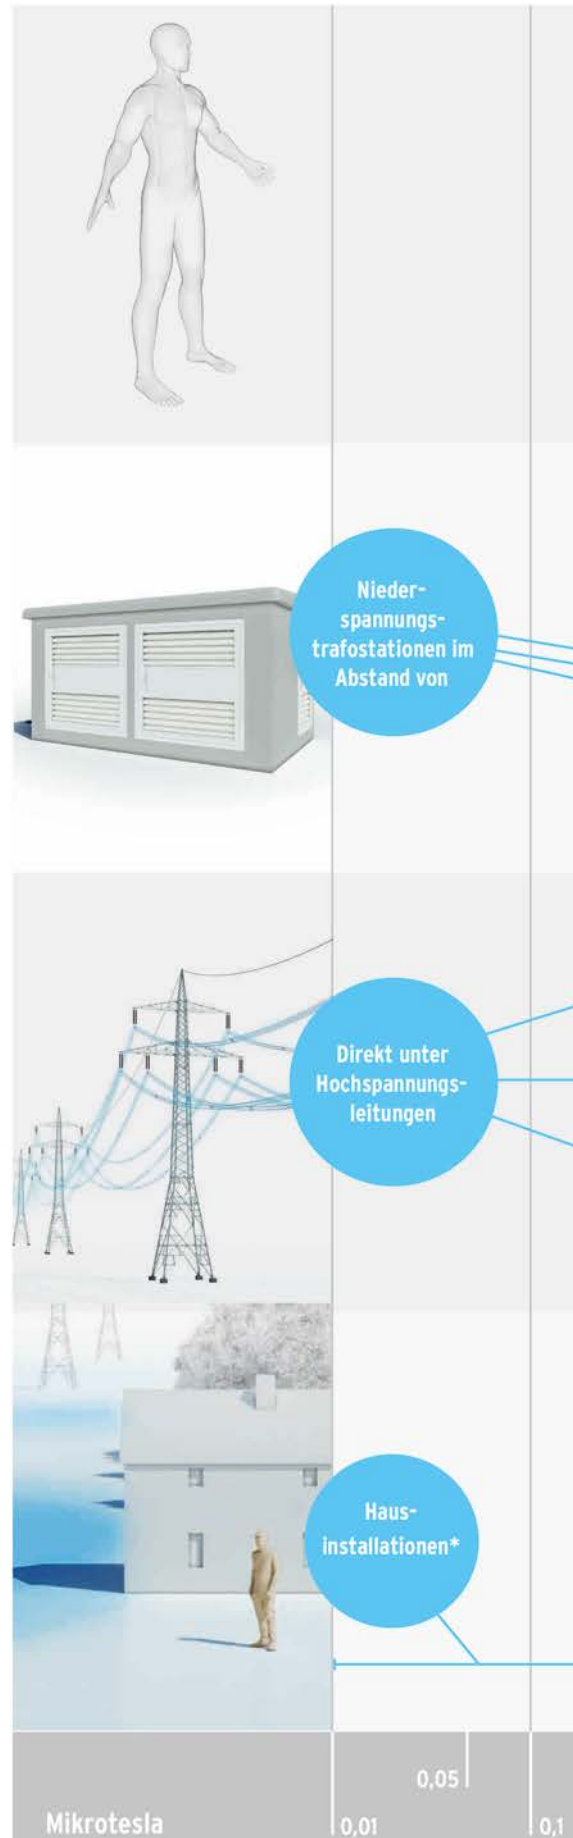 Nieder-
spannungs-
trafostationen im
Abstand von
Direkt unter
Hochspannungs-
leitungen
Haus-
installationen*
0,05
Mikrotesla
0,01
0,1